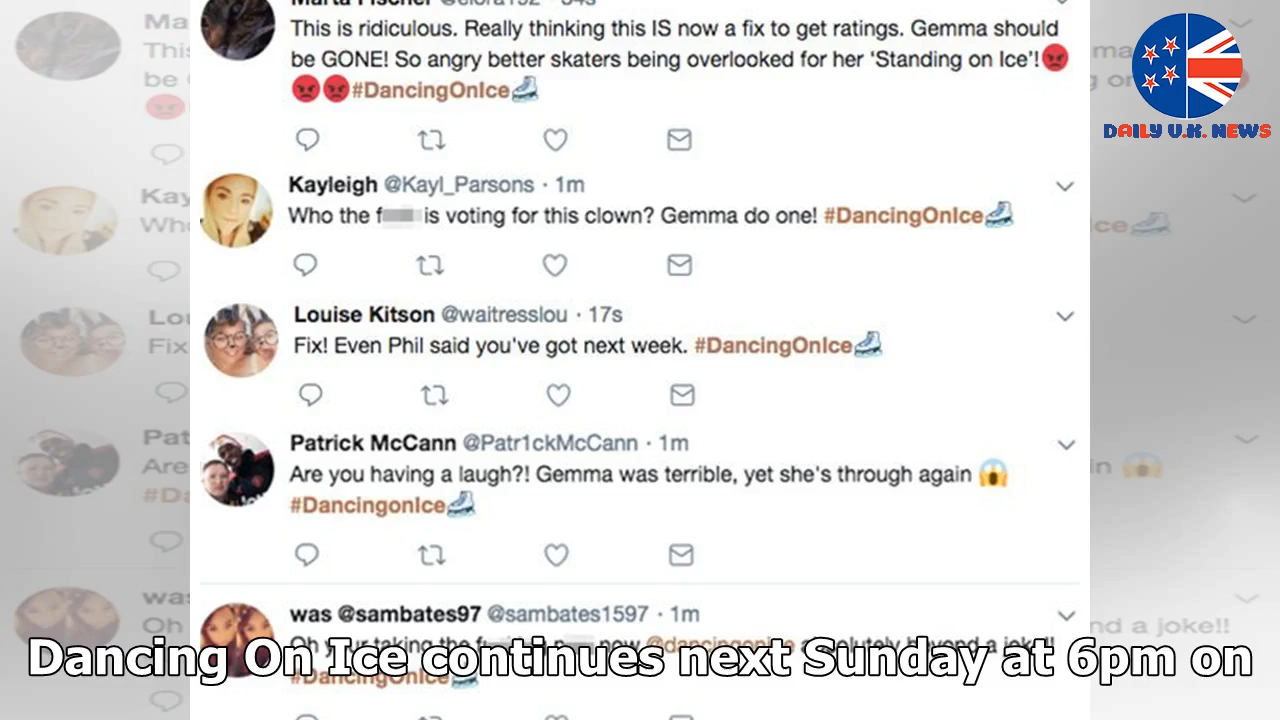 Marta Fischer @elora192 · 34s
This is ridiculous. Really thinking this IS now a fix to get ratings. Gemma should
be GONE! So angry better skaters being overlooked for her 'Standing on Ice'!😡
😡😡#DancingOnIce⛸️
DAILY U.K. NEWS
Kayleigh @Kayl_Parsons · 1m
Who the f is voting for this clown? Gemma do one! #DancingOnIce⛸️
Louise Kitson @waitresslou · 17s
Fix! Even Phil said you've got next week. #DancingOnIce⛸️
Patrick McCann @Patr1ckMcCann · 1m
Are you having a laugh?! Gemma was terrible, yet she's through again 😱
#DancingonIce⛸️
was @sambates97 @sambates1597 · 1m
Oh your taking the now @dancingonice absolutely beyond a joke!!
#DancingOnIce⛸️
Dancing On Ice continues next Sunday at 6pm on